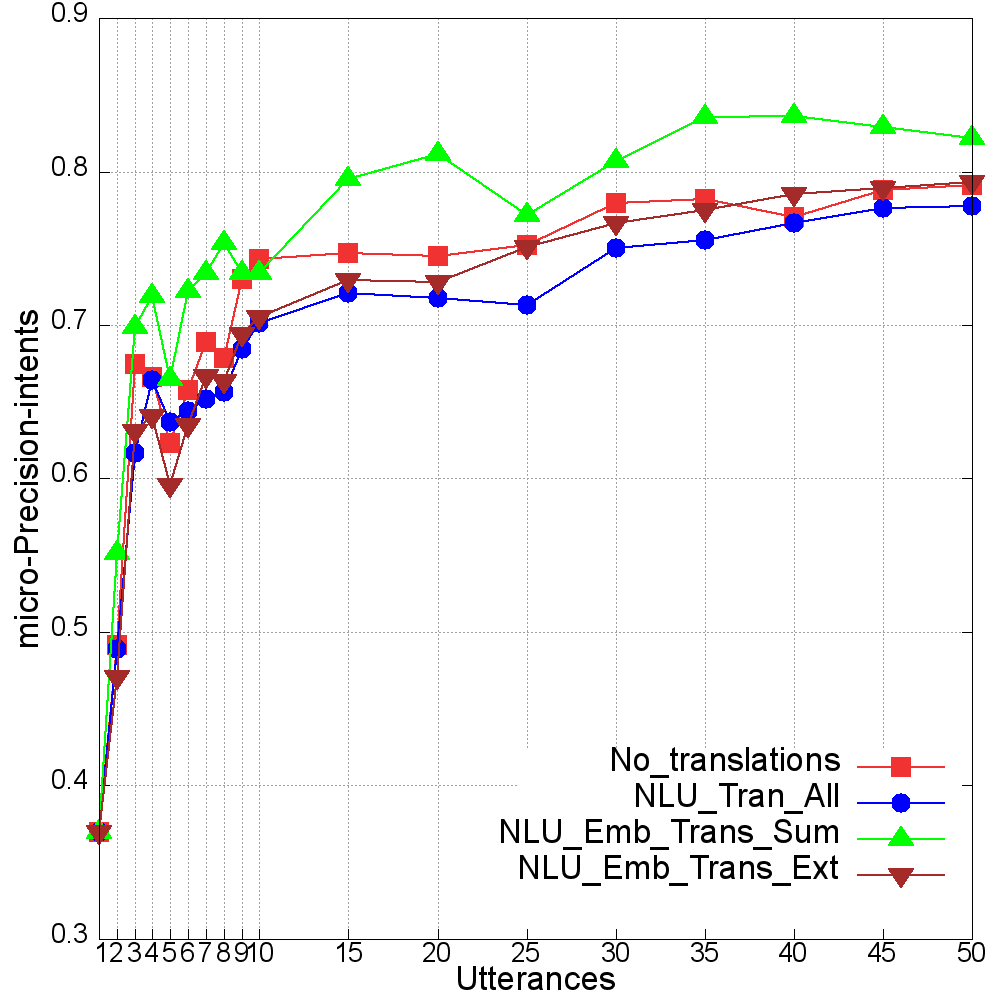 0.9
0.8
0.7
0.6
0.5
0.4
0.3
micro-Precision-intents
No_translations
NLU_Tran_All
NLU_Emb_Trans_Sum
NLU_Emb_Trans_Ext
1 2 3 4 5 6 7 8 9 10 15 20 25 30 35 40 45 50
Utterances